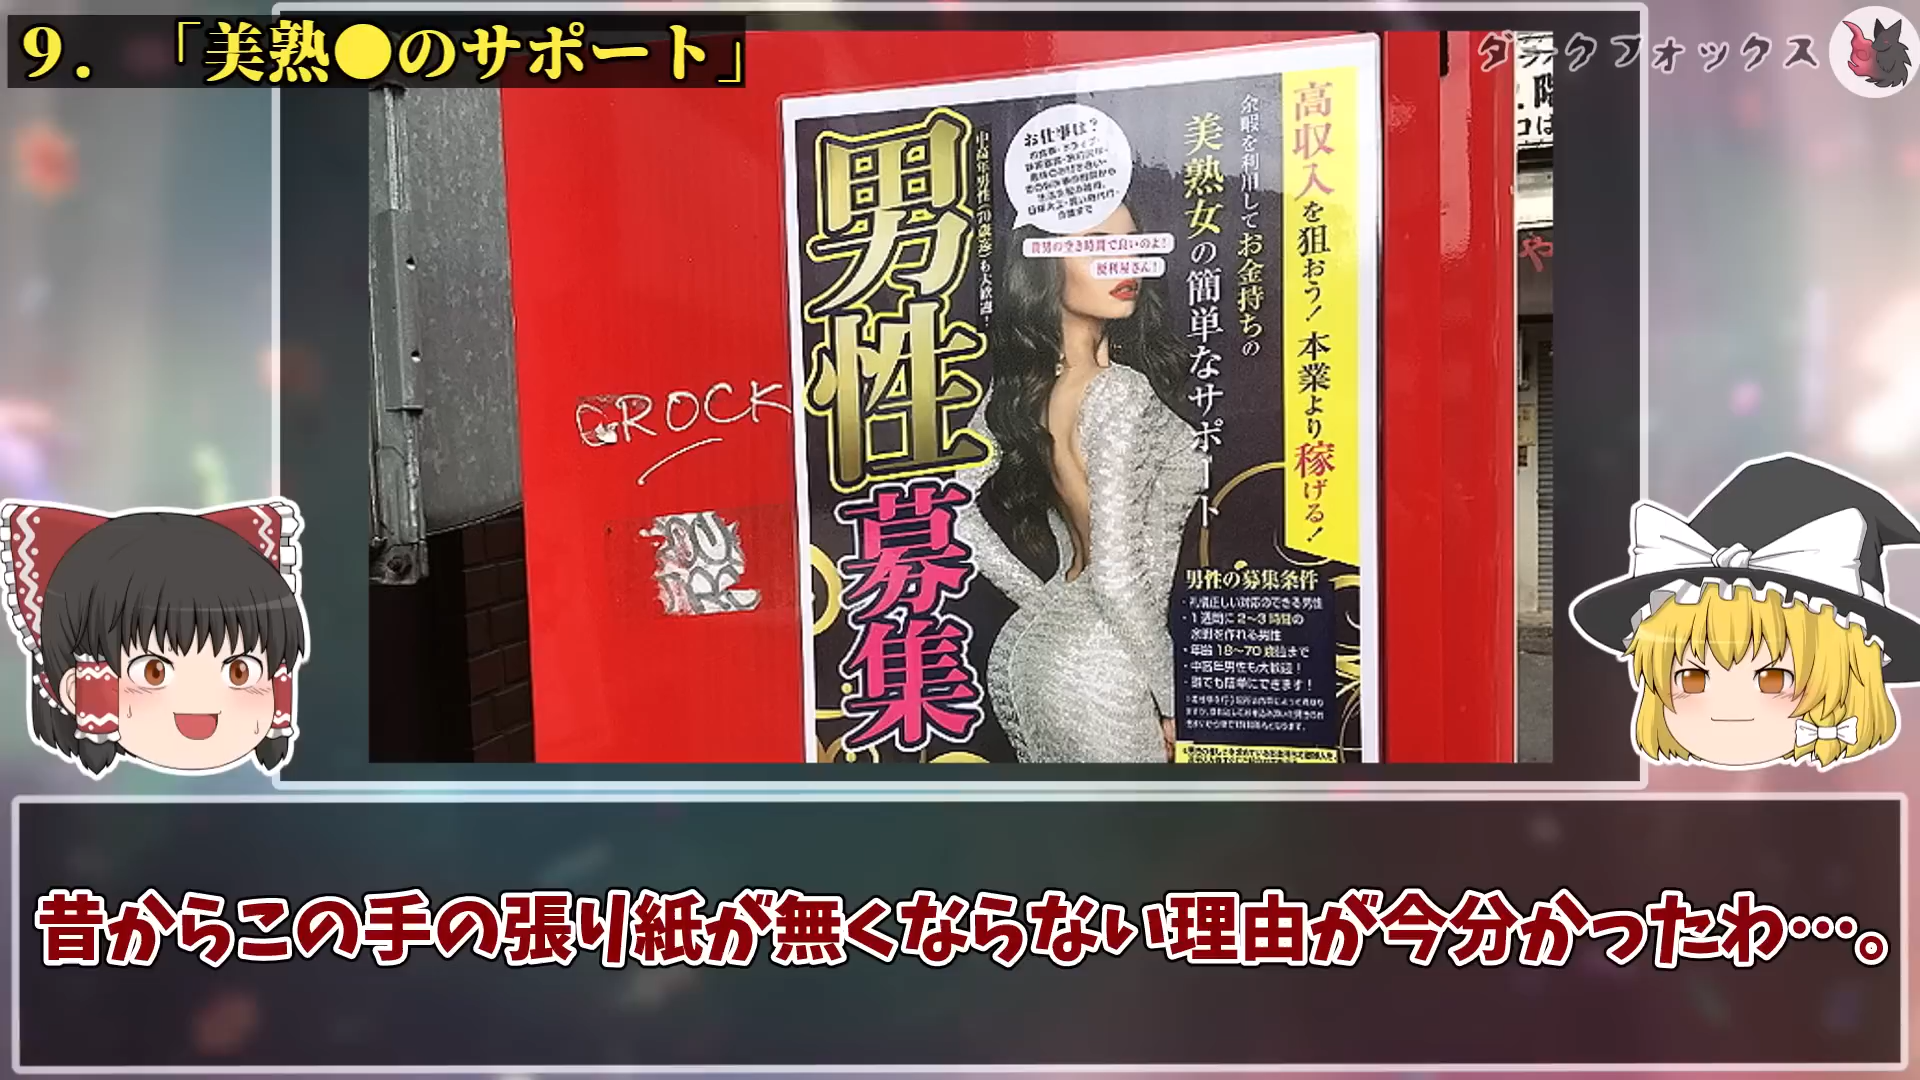 9. 「美熟●のサポート」
ダークフォックス
高収入を狙おう!本業より稼げる!
余暇を利用してお金持ちの
美熟女の簡単なサポート
お仕事は?
貴男の空き時間で良いのよ!
便利屋さん!
中高年男性(70歳迄)も大歓迎!
男性募集
GROCK
男性の募集条件
・礼儀正しい対応のできる男性
・1週間に2〜3時間の
余暇を作れる男性
・年齢18〜70歳位まで
・中高年男性も大歓迎!
・誰でも簡単にできます!
や
昔からこの手の張り紙が無くならない理由が今分かったわ…。